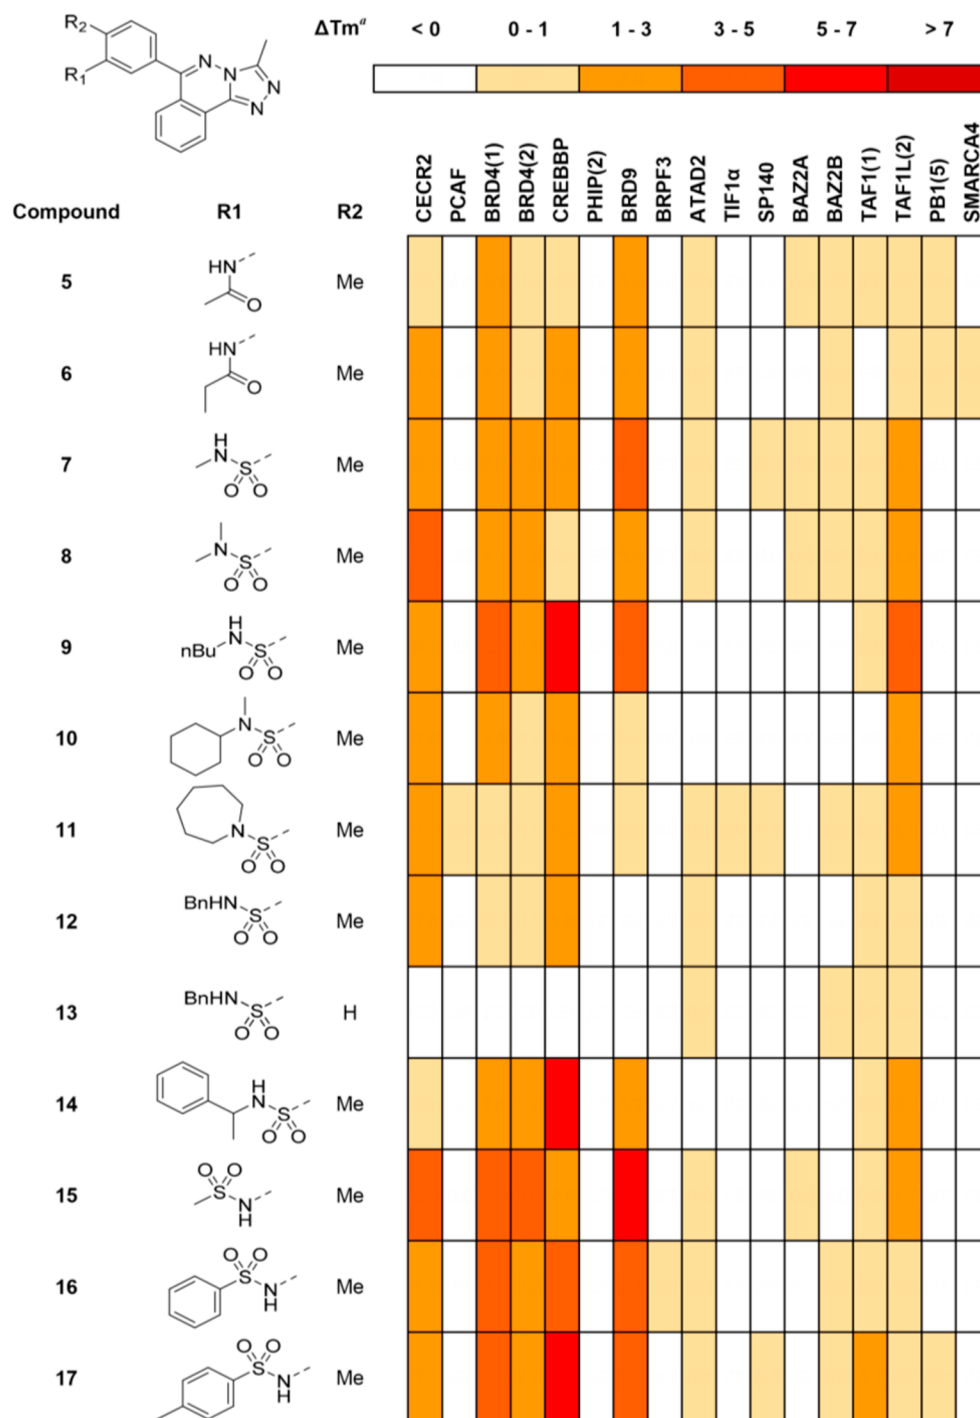 R2
R1
N
N
N
N
ΔTmᵃ < 0 0 - 1 1 - 3 3 - 5 5 - 7 > 7
Compound R1 R2 CECR2 PCAF BRD4(1) BRD4(2) CREBBP PHIP(2) BRD9 BRPF3 ATAD2 TIF1α SP140 BAZ2A BAZ2B TAF1(1) TAF1L(2) PB1(5) SMARCA4
HN
5 Me
O
HN
6 O Me
H
N
7 S Me
O O
N
8 S Me
O O
H
N
9 nBu S Me
O O
N
10 S Me
O O
11 N Me
S
O O
BnHN
12 S Me
O O
BnHN
13 S H
O O
H
14 N S Me
O O
O O
15 S Me
N
H
O O
S
16 N Me
H
O O
S
17 N Me
H